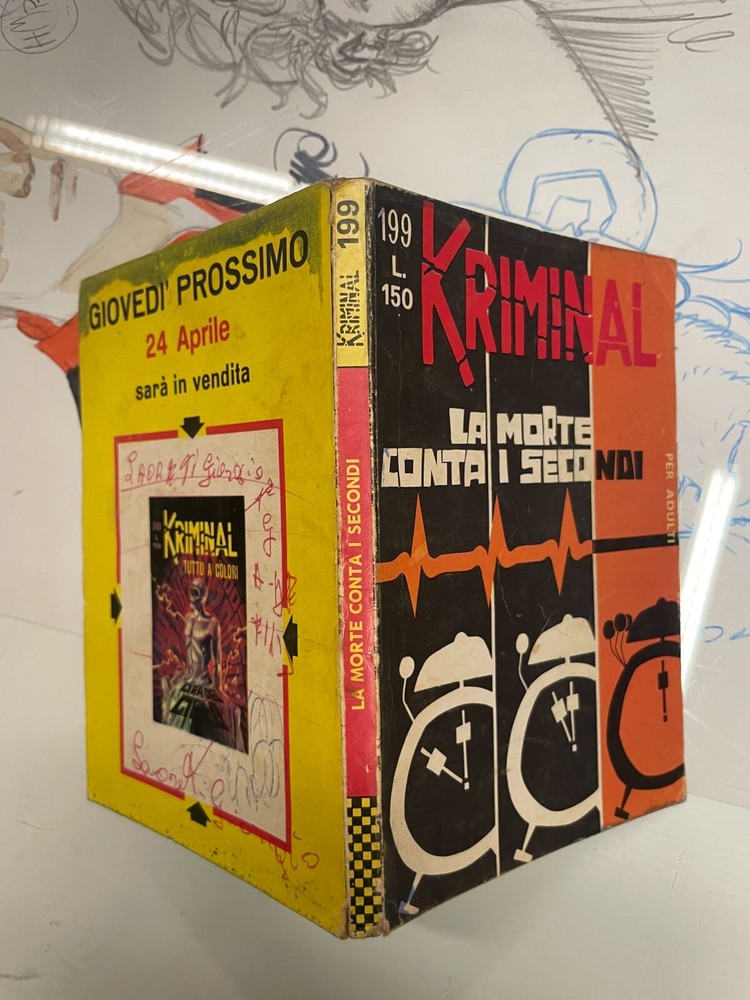 GIOVEDI' PROSSIMO
24 Aprile
sarà in vendita
KRIMINAL
TUTTO A COLORI
199
KRIMINAL
LA MORTE CONTA I SECONDI
199
L.
150
KRIMINAL
LA MORTE
CONTA I SECONDI
PER ADULTI